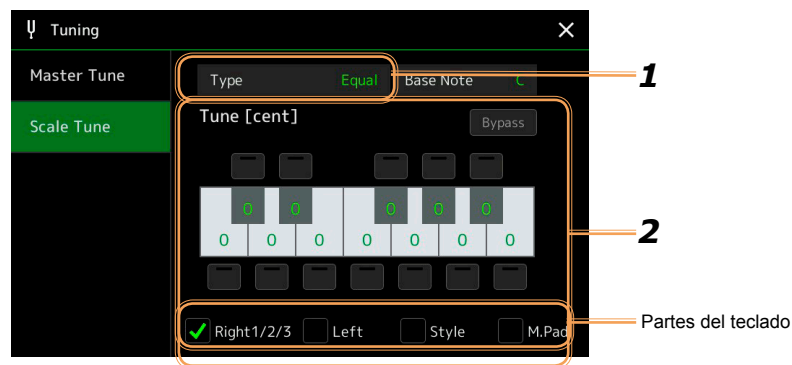 Tuning
Master Tune
Scale Tune
Type Equal Base Note C
1
Tune [cent]
Bypass
0 0 0 0 0
0 0 0 0 0 0 0
2
Right1/2/3 Left Style M.Pad
Partes del teclado